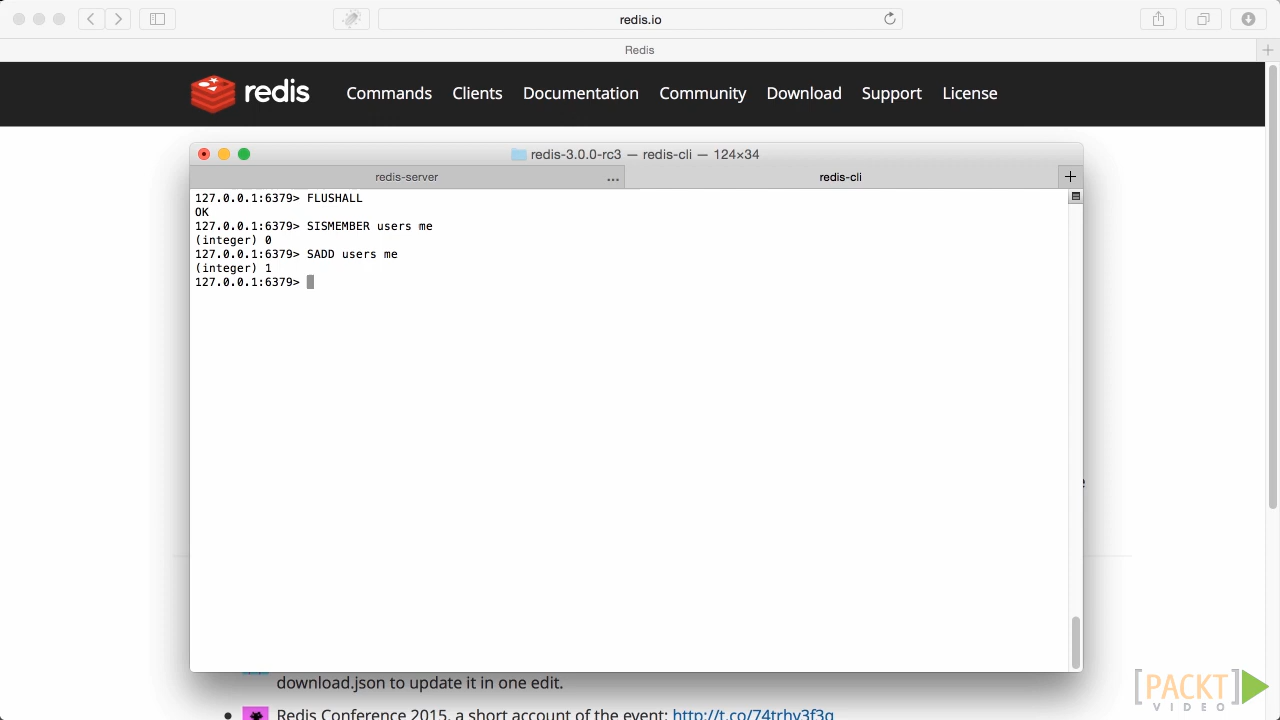 redis.io
Redis
redis Commands Clients Documentation Community Download Support License
redis-3.0.0-rc3 — redis-cli — 124×34
redis-server ... redis-cli
127.0.0.1:6379> FLUSHALL
OK
127.0.0.1:6379> SISMEMBER users me
(integer) 0
127.0.0.1:6379> SADD users me
(integer) 1
127.0.0.1:6379>
download.json to update it in one edit.
Redis Conference 2015, a short account of the event: http://t.co/74trhv3f3g
[PACKT]
VIDEO